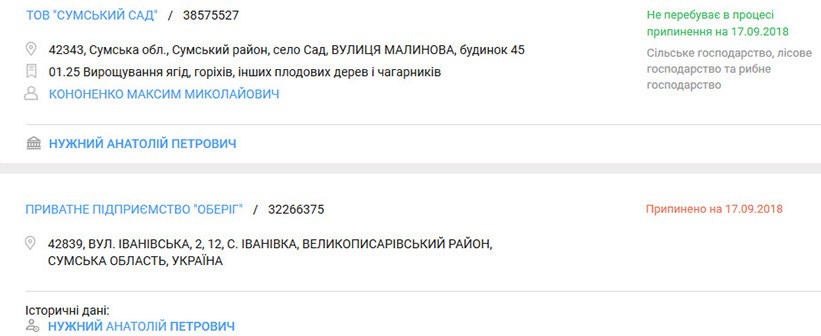 ТОВ "СУМСЬКИЙ САД" / 38575527
Не перебуває в процесі
припинення на 17.09.2018
42343, Сумська обл., Сумський район, село Сад, ВУЛИЦЯ МАЛИНОВА, будинок 45
Сільське господарство, лісове
господарство та рибне
господарство
01.25 Вирощування ягід, горіхів, інших плодових дерев і чагарників
КОНОНЕНКО МАКСИМ МИКОЛАЙОВИЧ
НУЖНИЙ АНАТОЛІЙ ПЕТРОВИЧ
ПРИВАТНЕ ПІДПРИЄМСТВО "ОБЕРІГ" / 32266375
Припинено на 17.09.2018
42839, ВУЛ. ІВАНІВСЬКА, 2, 12, С. ІВАНІВКА, ВЕЛИКОПИСАРІВСЬКИЙ РАЙОН,
СУМСЬКА ОБЛАСТЬ, УКРАЇНА
Історичні дані:
НУЖНИЙ АНАТОЛІЙ ПЕТРОВИЧ